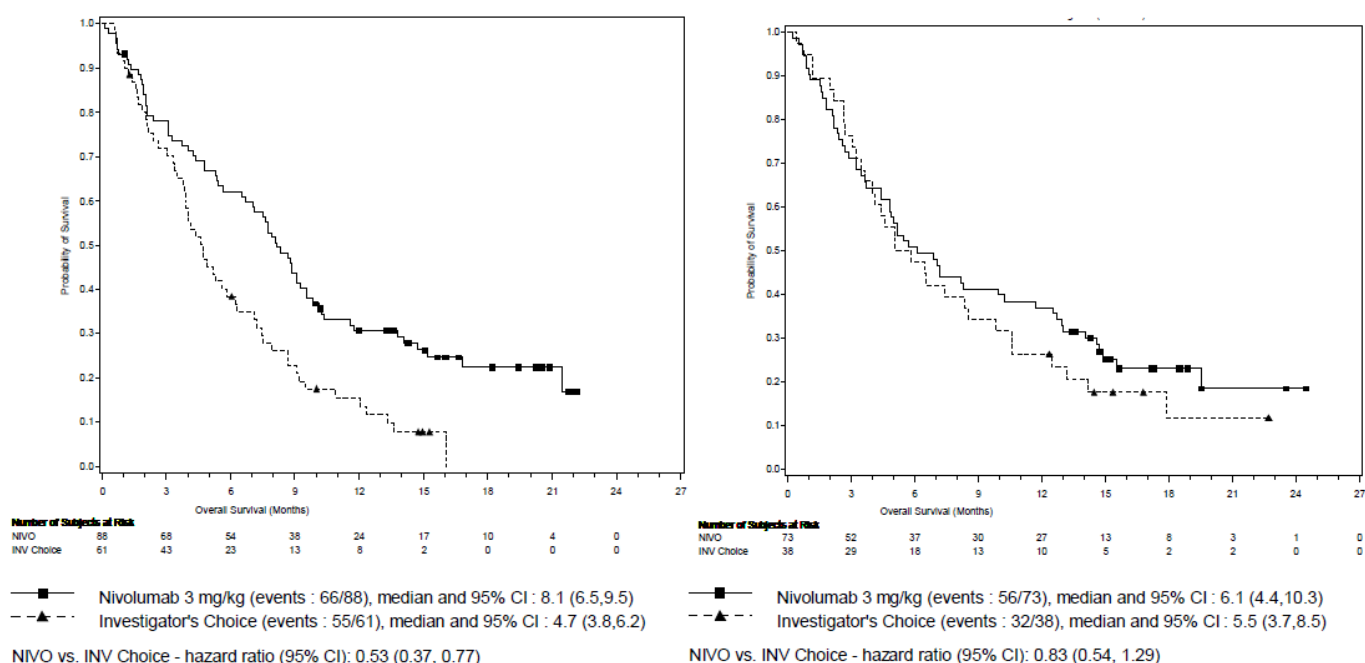 1.0
0.9
0.8
0.7
0.6
0.5
0.4
0.3
0.2
0.1
0.0
Probability of Survival
0 3 6 9 12 15 18 21 24 27
Overall Survival (Months)
Number of Subjects at Risk
NIVO
88 68 54 38 24 17 10 4 0
INV Choice
61 43 23 13 8 2 0 0 0
Nivolumab 3 mg/kg (events : 66/88), median and 95% CI : 8.1 (6.5,9.5)
Investigator's Choice (events : 55/61), median and 95% CI : 4.7 (3.8,6.2)
NIVO vs. INV Choice - hazard ratio (95% CI): 0.53 (0.37, 0.77)
1.0
0.9
0.8
0.7
0.6
0.5
0.4
0.3
0.2
0.1
0.0
Probability of Survival
0 3 6 9 12 15 18 21 24 27
Overall Survival (Months)
Number of Subjects at Risk
NIVO
73 52 37 30 27 13 8 3 1 0
INV Choice
38 29 18 13 10 5 2 2 0 0
Nivolumab 3 mg/kg (events : 56/73), median and 95% CI : 6.1 (4.4,10.3)
Investigator's Choice (events : 32/38), median and 95% CI : 5.5 (3.7,8.5)
NIVO vs. INV Choice - hazard ratio (95% CI): 0.83 (0.54, 1.29)